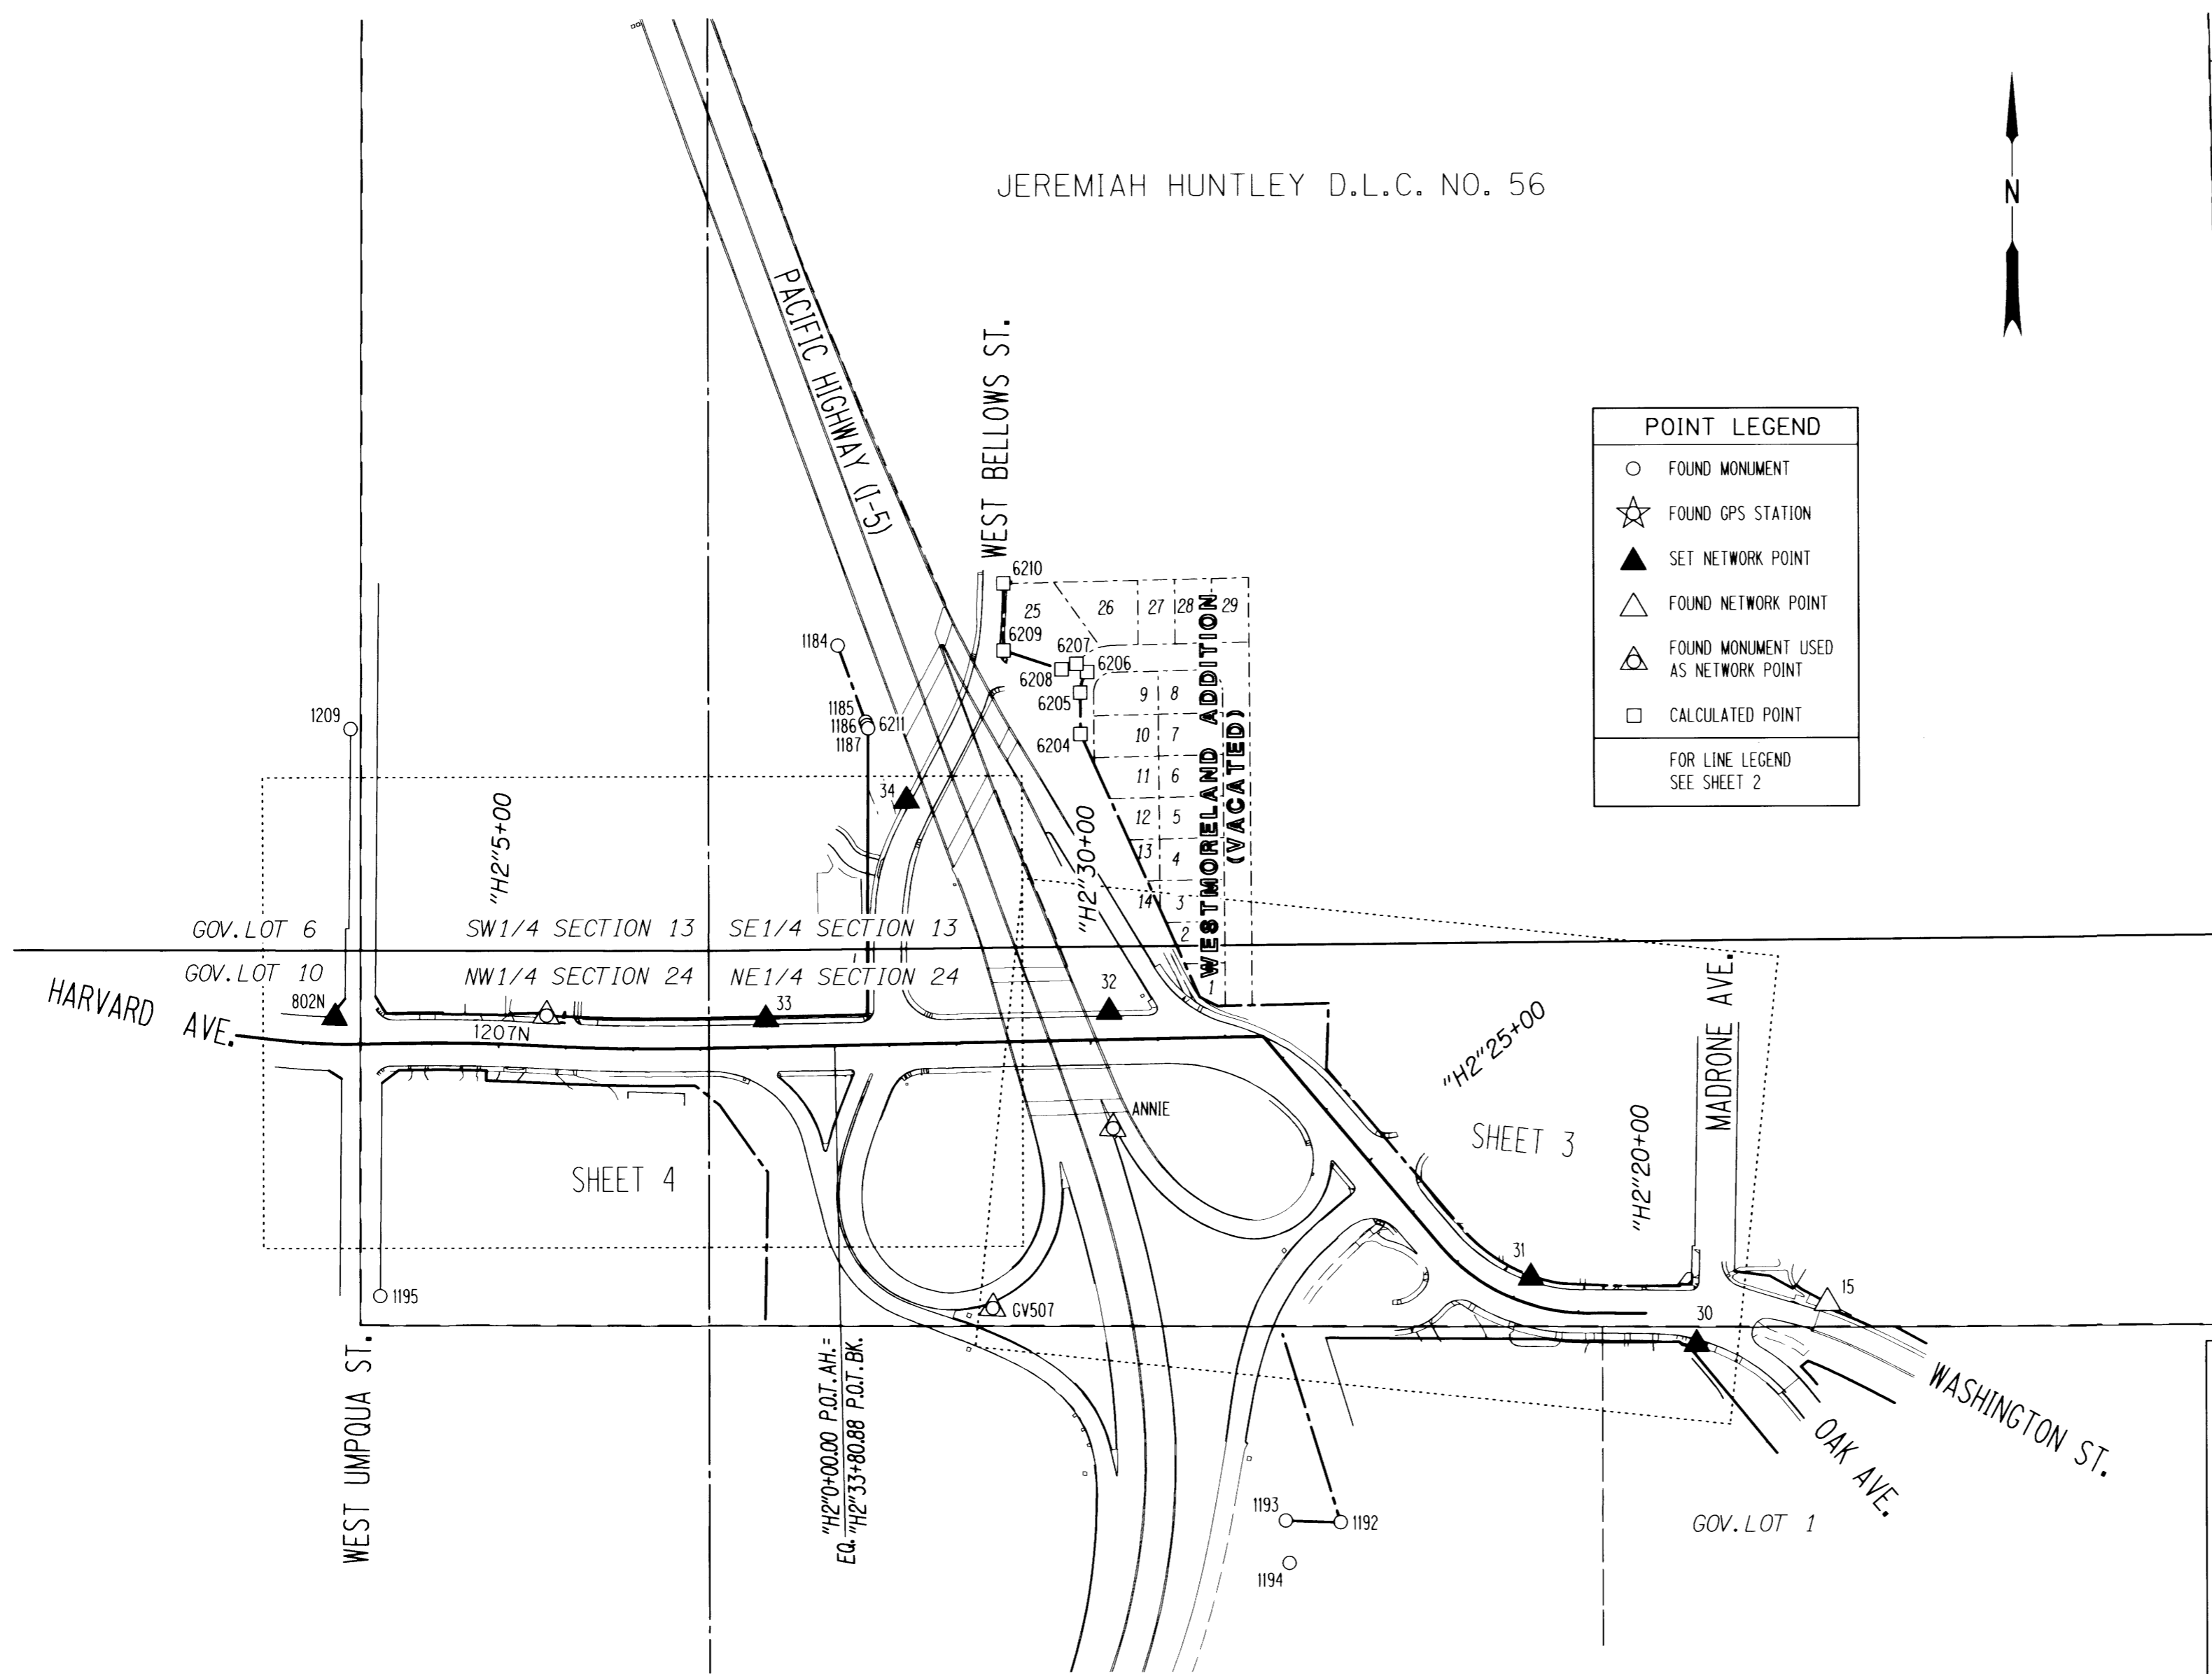 JEREMIAH HUNTLEY D.L.C. NO. 56
N
PACIFIC HIGHWAY (I-5)
WEST BELLOWS ST.
POINT LEGEND
FOUND MONUMENT
FOUND GPS STATION
SET NETWORK POINT
FOUND NETWORK POINT
FOUND MONUMENT USED
AS NETWORK POINT
CALCULATED POINT
FOR LINE LEGEND
SEE SHEET 2
6210
25
26
27
28
29
6209
6207
6206
6208
6205
6204
9
8
10
7
11
6
12
5
13
4
14
3
2
1
WESTMORELAND ADDITION
(VACATED)
1184
1185
1186
6211
1187
1209
34
"H2"5+00
"H2"30+00
GOV. LOT 6
SW1/4 SECTION 13
SE1/4 SECTION 13
GOV. LOT 10
NW1/4 SECTION 24
NE1/4 SECTION 24
HARVARD AVE.
802N
1207N
33
32
"H2"25+00
MADRONE AVE.
ANNIE
SHEET 3
"H2"20+00
SHEET 4
31
15
30
1195
GV507
WEST UMPQUA ST.
"H2"0+00.00 P.O.T. AH.=
EQ. "H2"33+80.88 P.O.T. BK.
WASHINGTON ST.
OAK AVE.
1193
1192
1194
GOV. LOT 1